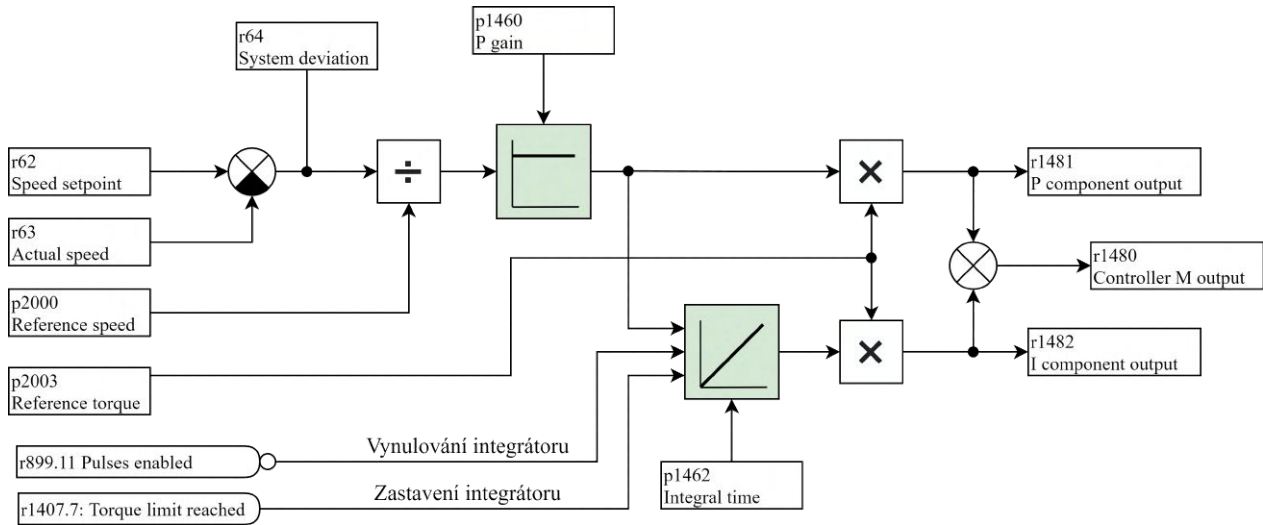 r64
System deviation
p1460
P gain
r62
Speed setpoint
÷
×
r1481
P component output
r63
Actual speed
r1480
Controller M output
p2000
Reference speed
×
r1482
I component output
p2003
Reference torque
r899.11 Pulses enabled
Vynulování integrátoru
p1462
Integral time
r1407.7: Torque limit reached
Zastavení integrátoru